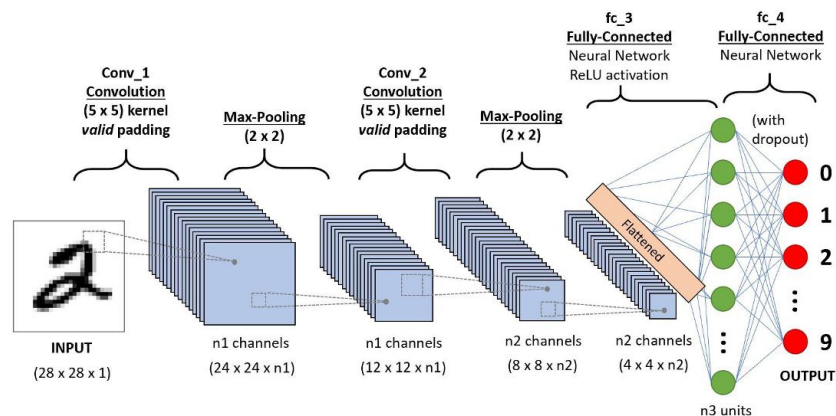 Conv_1
Convolution
(5 x 5) kernel
valid padding
Max-Pooling
(2 x 2)
Conv_2
Convolution
(5 x 5) kernel
valid padding
Max-Pooling
(2 x 2)
fc_3
Fully-Connected
Neural Network
ReLU activation
fc_4
Fully-Connected
Neural Network
(with
dropout)
2
Flattened
0
1
2
⋮
9
⋮
INPUT
(28 x 28 x 1)
n1 channels
(24 x 24 x n1)
n1 channels
(12 x 12 x n1)
n2 channels
(8 x 8 x n2)
n2 channels
(4 x 4 x n2)
OUTPUT
n3 units